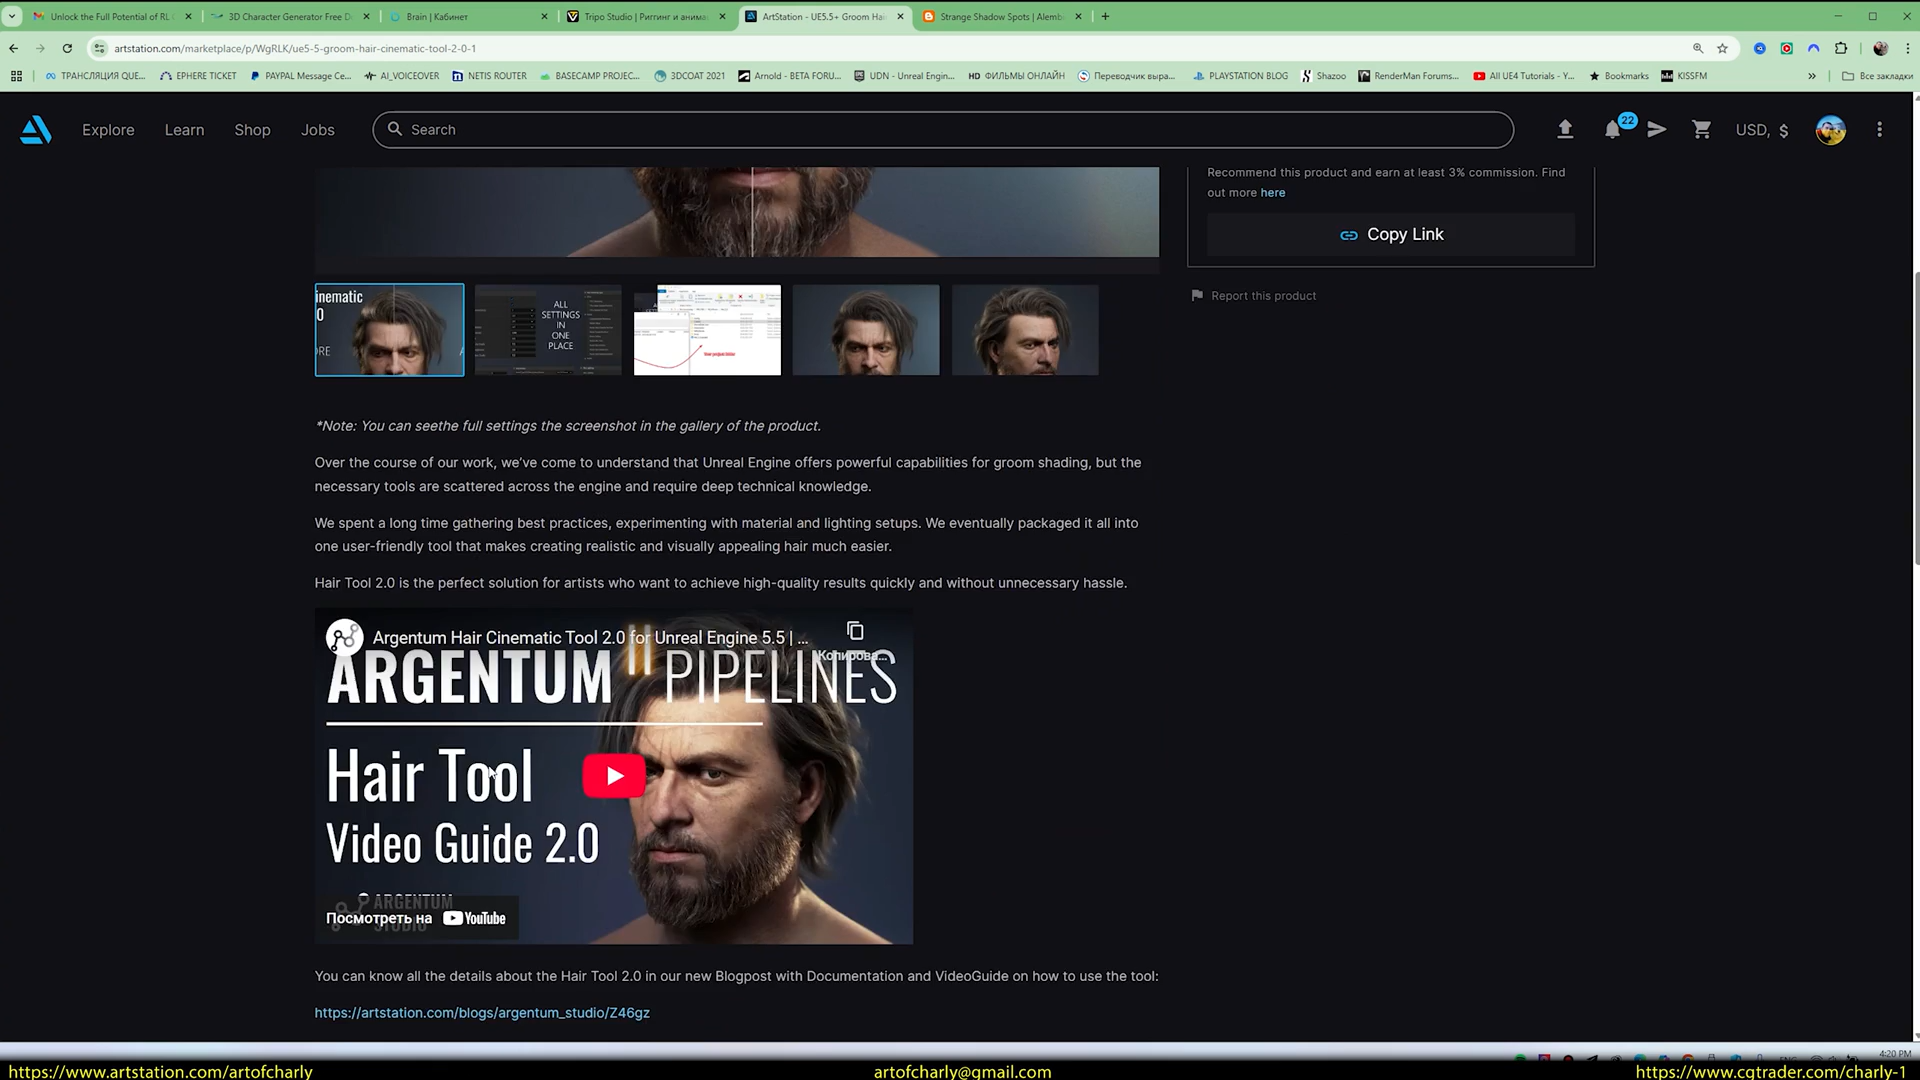 Unlock the Full Potential of RL
3D Character Generator Free D
Brain | Кабинет
Tripo Studio | Риггинг и анима
ArtStation - UE5.5+ Groom Hai
Strange Shadow Spots | Alemb
artstation.com/marketplace/p/WgRLK/ue5-5-groom-hair-cinematic-tool-2-0-1
ТРАНСЛЯЦИЯ QUE...
EPHERE TICKET
PAYPAL Message Ce...
AI_VOICEOVER
NETIS ROUTER
BASECAMP PROJEC...
3DCOAT 2021
Arnold - BETA FORU...
UDN - Unreal Engin...
HD ФИЛЬМЫ ОНЛАЙН
Переводчик выра...
PLAYSTATION BLOG
Shazoo
RenderMan Forums...
All UE4 Tutorials - Y...
Bookmarks
KISSFM
»
Все закладки
Explore
Learn
Shop
Jobs
Search
22
USD, $
Recommend this product and earn at least 3% commission. Find
out more here
Copy Link
Report this product
inematic
0
ALL
SETTINGS
IN
ONE
PLACE
*Note: You can seethe full settings the screenshot in the gallery of the product.
Over the course of our work, we've come to understand that Unreal Engine offers powerful capabilities for groom shading, but the
necessary tools are scattered across the engine and require deep technical knowledge.
We spent a long time gathering best practices, experimenting with material and lighting setups. We eventually packaged it all into
one user-friendly tool that makes creating realistic and visually appealing hair much easier.
Hair Tool 2.0 is the perfect solution for artists who want to achieve high-quality results quickly and without unnecessary hassle.
Argentum Hair Cinematic Tool 2.0 for Unreal Engine 5.5 | ...
Копирова...
ARGENTUM PIPELINES
Hair Tool
Video Guide 2.0
ARGENTUM
STUDIO
Посмотреть на YouTube
You can know all the details about the Hair Tool 2.0 in our new Blogpost with Documentation and VideoGuide on how to use the tool:
https://artstation.com/blogs/argentum_studio/Z46gz
4:20 PM
https://www.artstation.com/artofcharly
artofcharly@gmail.com
https://www.cgtrader.com/charly-1